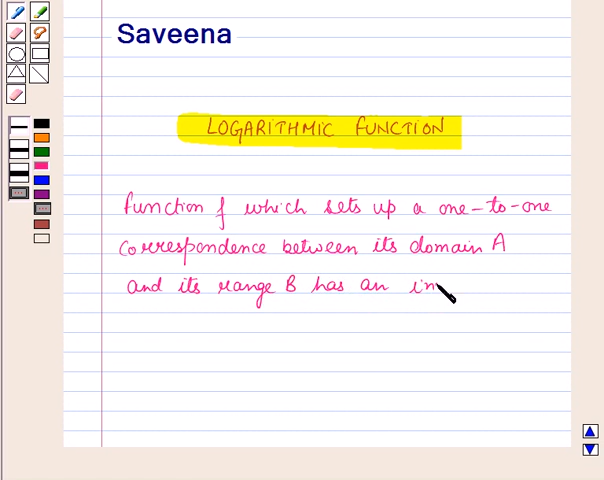 Saveena
LOGARITHMIC FUNCTION
function f which sets up a one-to-one
correspondence between its domain A
and its range B has an in